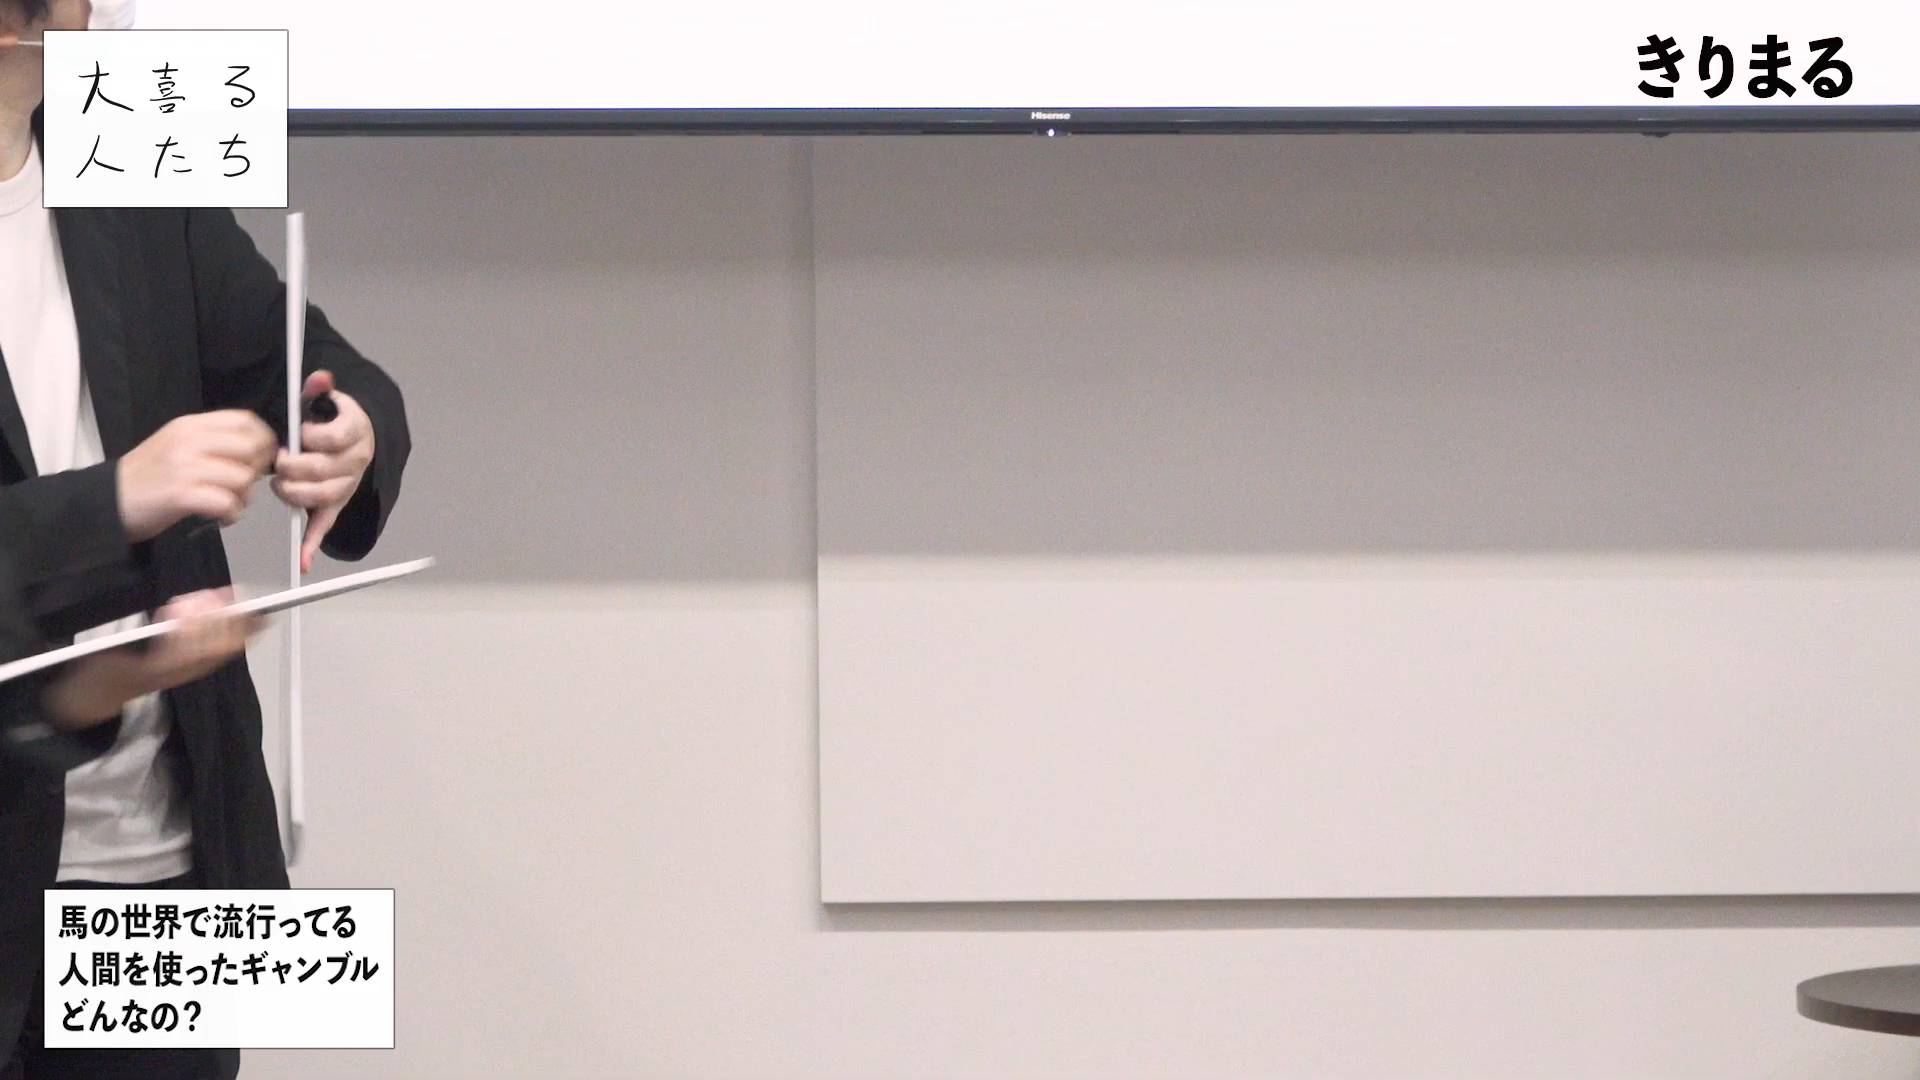 大喜る
人たち
きりまる
Hisense
馬の世界で流行ってる
人間を使ったギャンブル
どんなの？